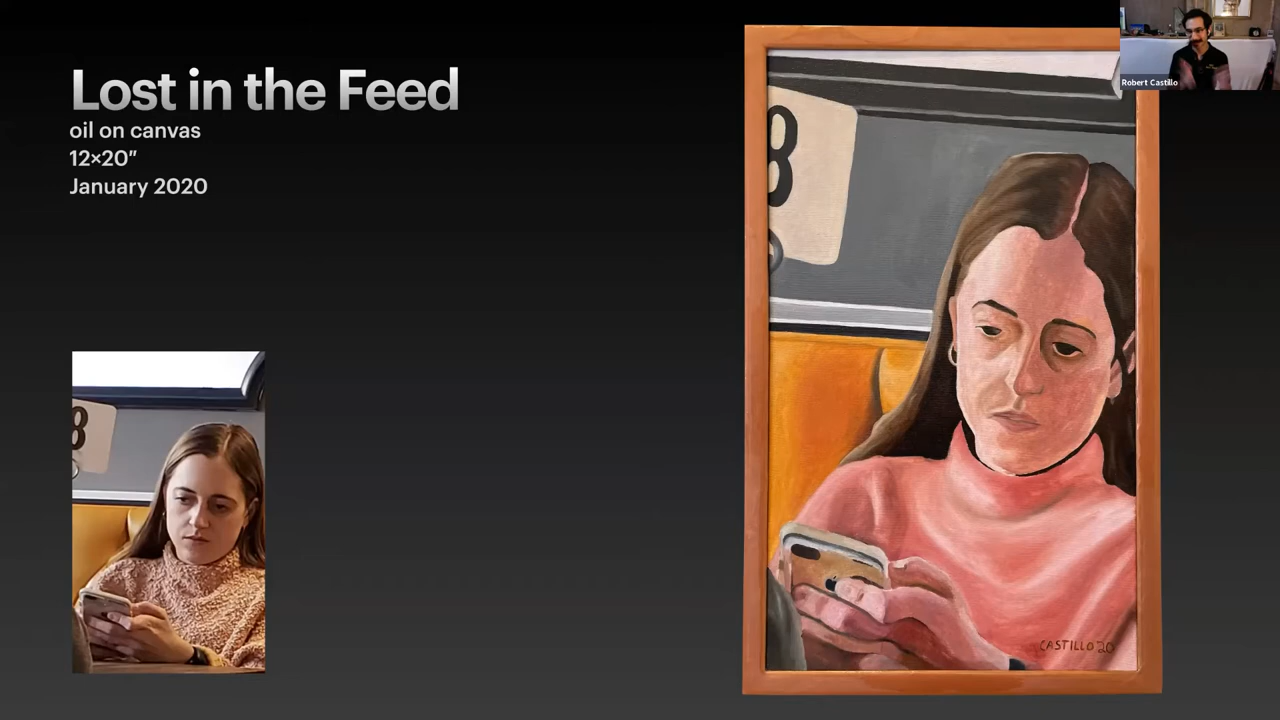 Lost in the Feed
oil on canvas
12×20”
January 2020
Robert Castillo
8
8
CASTILLO 20